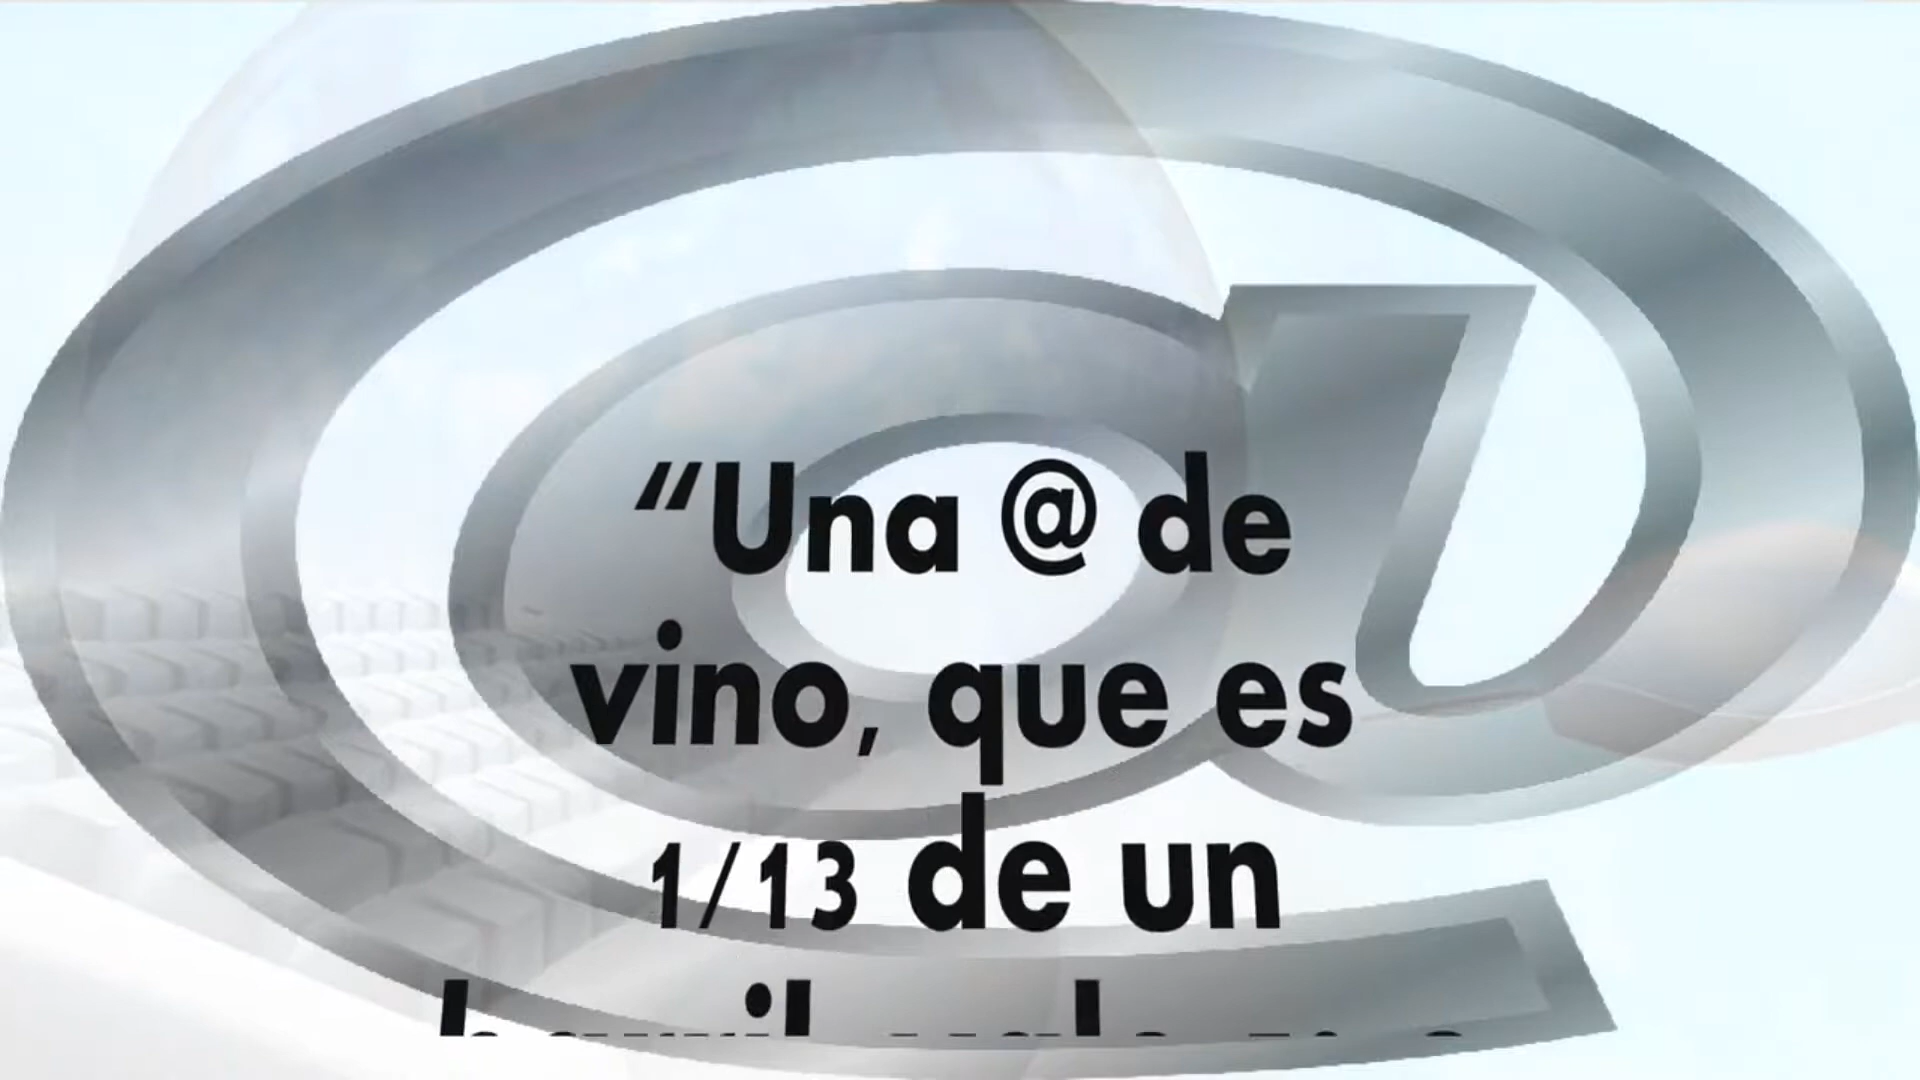 “Una @ de
vino, que es
1/13 de un